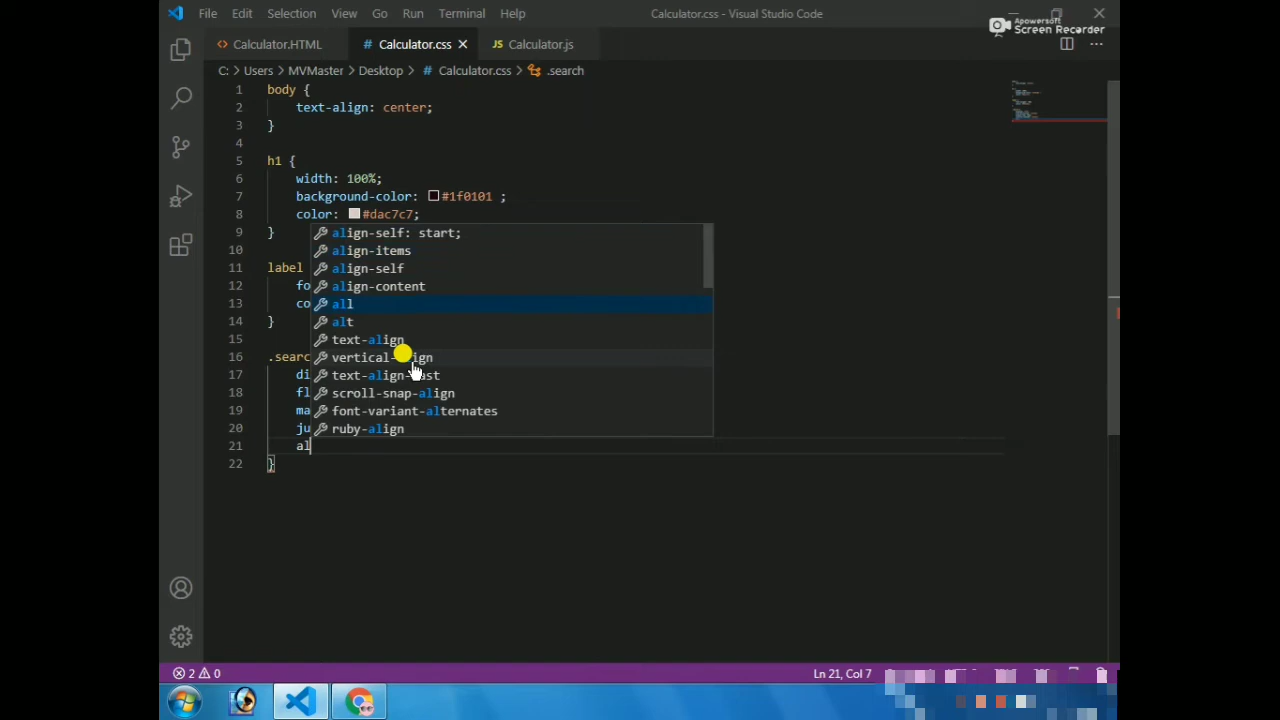 File Edit Selection View Go Run Terminal Help Calculator.css - Visual Studio Code
Apowersoft
Screen Recorder
Calculator.HTML # Calculator.css JS Calculator.js
C: > Users > MVMaster > Desktop > # Calculator.css > .search
1 body {
2 text-align: center;
3 }
4
5 h1 {
6 width: 100%;
7 background-color: #1f0101 ;
8 color: #dac7c7;
9 }
align-self: start;
10
align-items
11 label
align-self
12 fo
align-content
13 co
all
14 }
alt
15
text-align
16 .searc
vertical-align
17 di
text-align-last
18 fl
scroll-snap-align
19 ma
font-variant-alternates
20 ju
ruby-align
21 al
22 }
2 0 Ln 21, Col 7